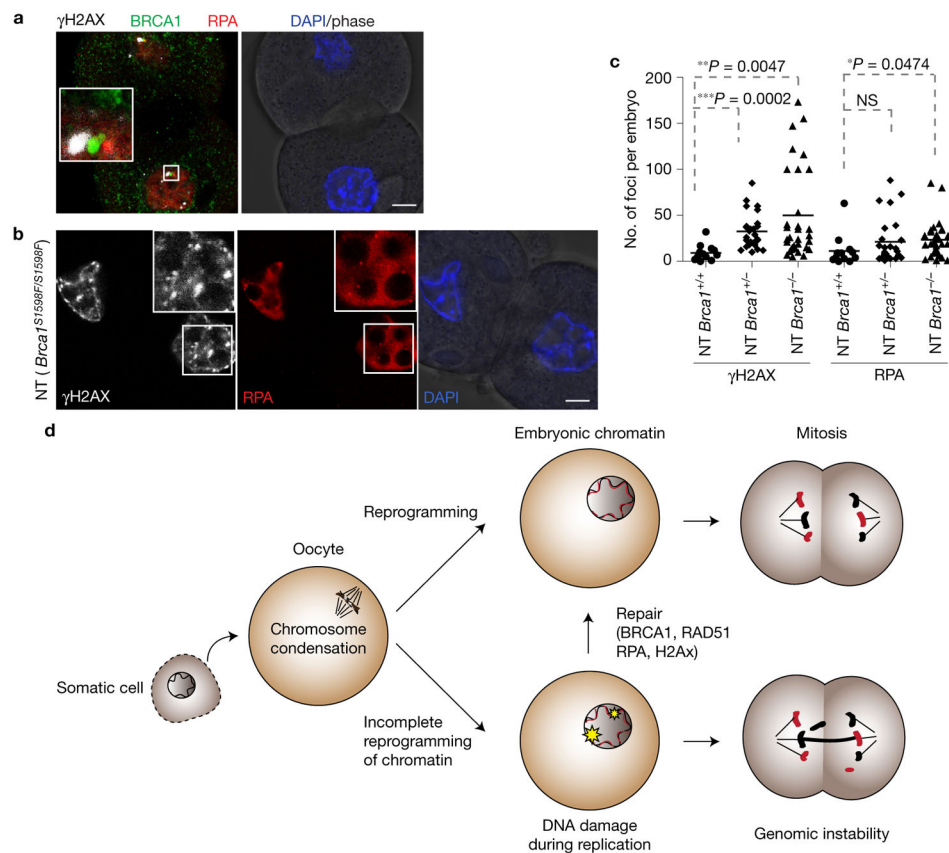 a
γH2AX BRCA1 RPA DAPI/phase
b
NT (Brca1^S1598F/S1598F)
γH2AX RPA DAPI
c
No. of foci per embryo
200
150
100
50
0
**P = 0.0047
***P = 0.0002
*P = 0.0474
NS
NT Brca1+/+
NT Brca1+/−
NT Brca1−/−
NT Brca1+/+
NT Brca1+/−
NT Brca1−/−
γH2AX RPA
d
Embryonic chromatin Mitosis
Reprogramming
Oocyte
Chromosome
condensation
Somatic cell
Repair
(BRCA1, RAD51
RPA, H2Ax)
Incomplete
reprogramming
of chromatin
DNA damage
during replication
Genomic instability